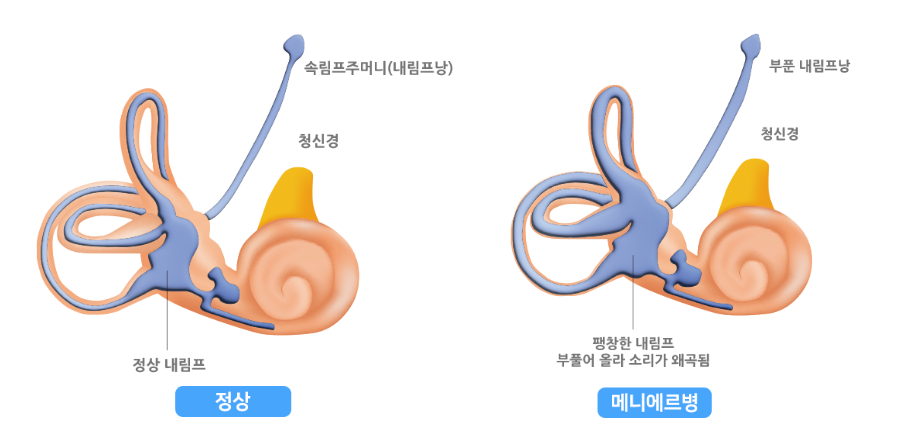 속림프주머니(내림프낭)
청신경
정상 내림프
정상
부푼 내림프낭
청신경
팽창한 내림프
부풀어 올라 소리가 왜곡됨
메니에르병